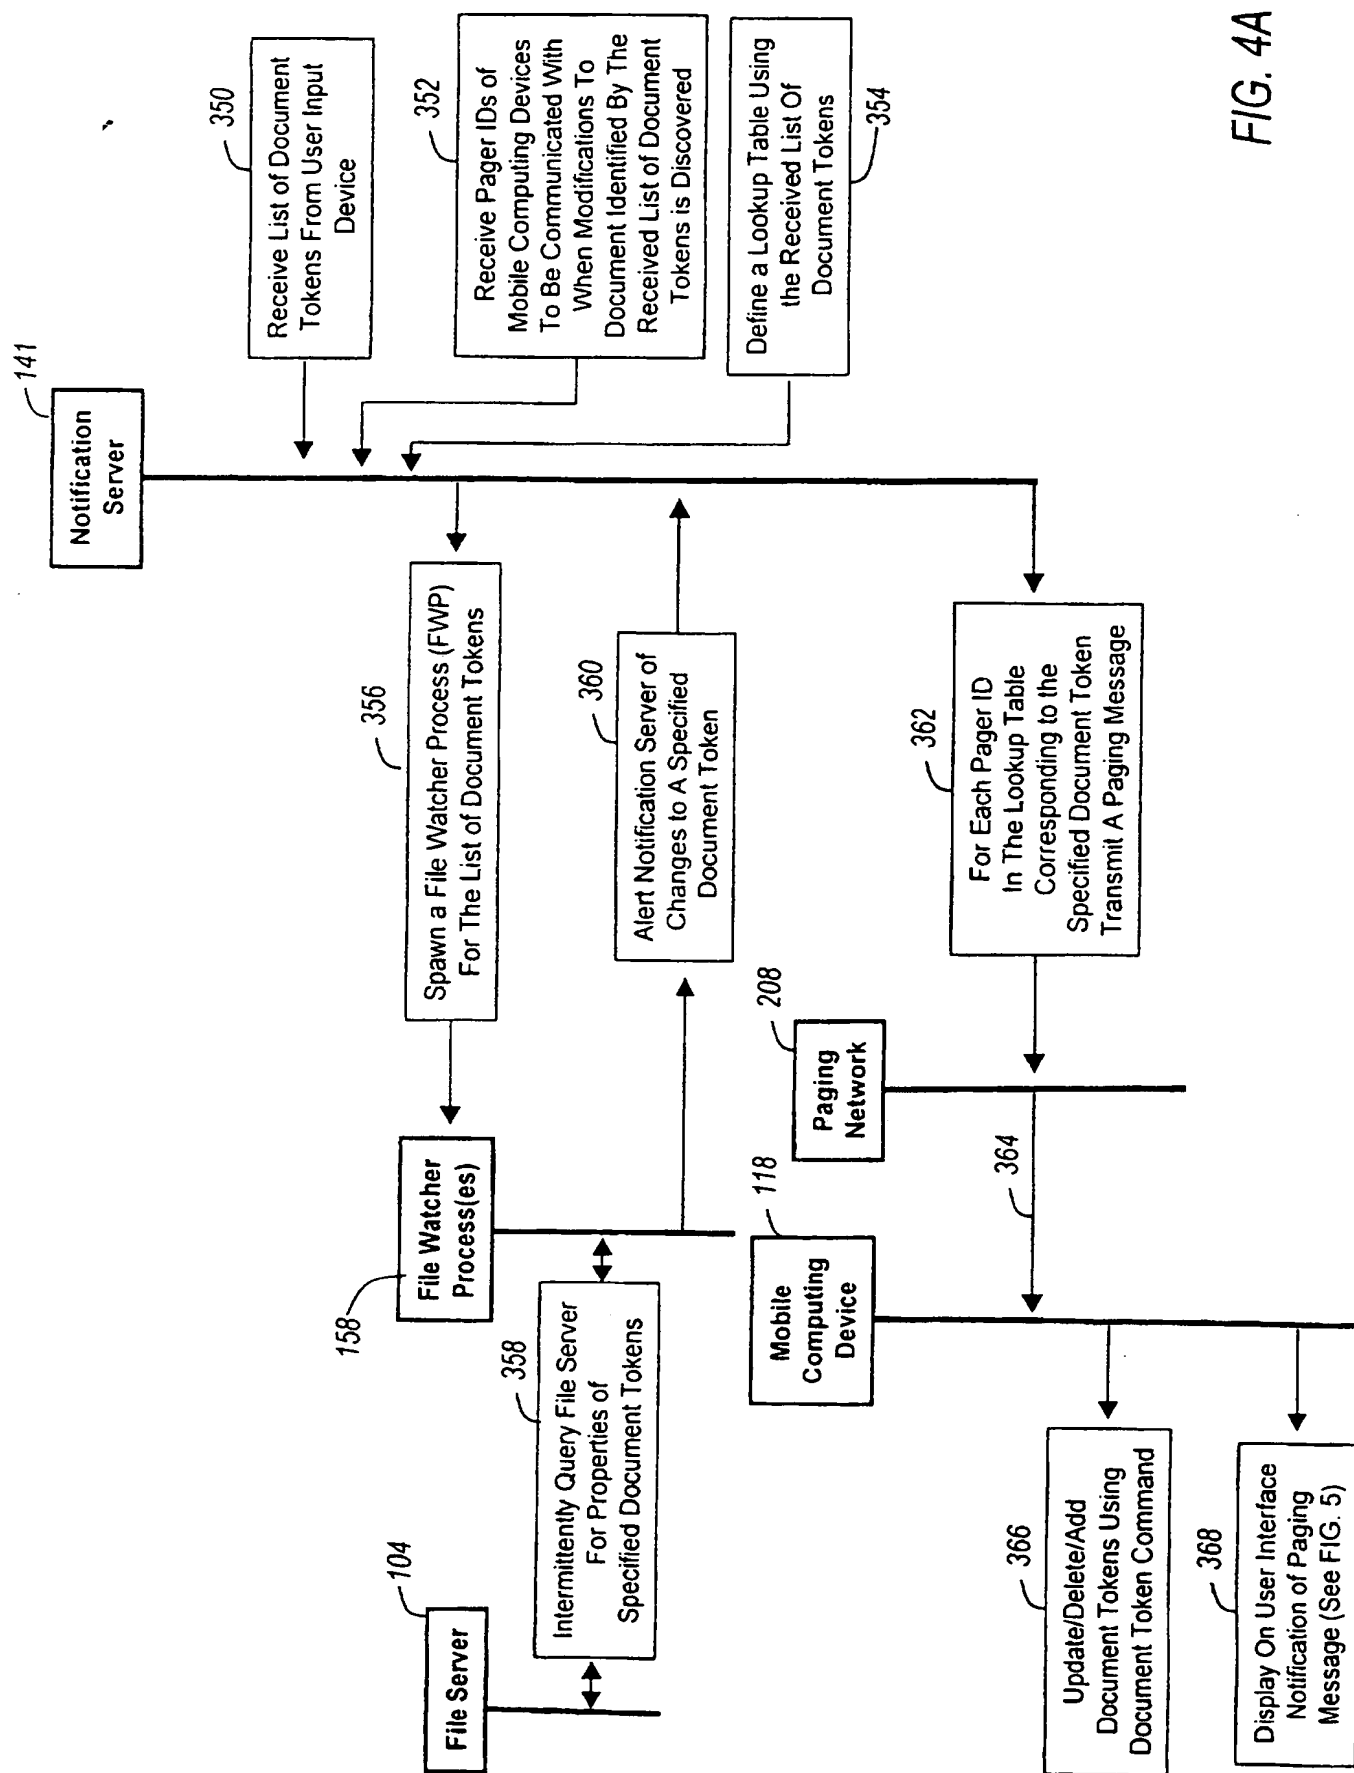 141
Notification
Server
350
Receive List of Document
Tokens From User Input
Device
352
Receive Pager IDs of
Mobile Computing Devices
To Be Communicated With
When Modifications To
Document Identified By The
Received List of Document
Tokens is Discovered
354
Define a Lookup Table Using
the Received List Of
Document Tokens
356
Spawn a File Watcher Process (FWP)
For The List of Document Tokens
158
File Watcher
Process(es)
104
File Server
358
Intermittently Query File Server
For Properties of
Specified Document Tokens
360
Alert Notification Server of
Changes to A Specified
Document Token
362
For Each Pager ID
In The Lookup Table
Corresponding to the
Specified Document Token
Transmit A Paging Message
208
Paging
Network
364
118
Mobile
Computing
Device
366
Update/Delete/Add
Document Tokens Using
Document Token Command
368
Display On User Interface
Notification of Paging
Message (See FIG. 5)
FIG. 4A